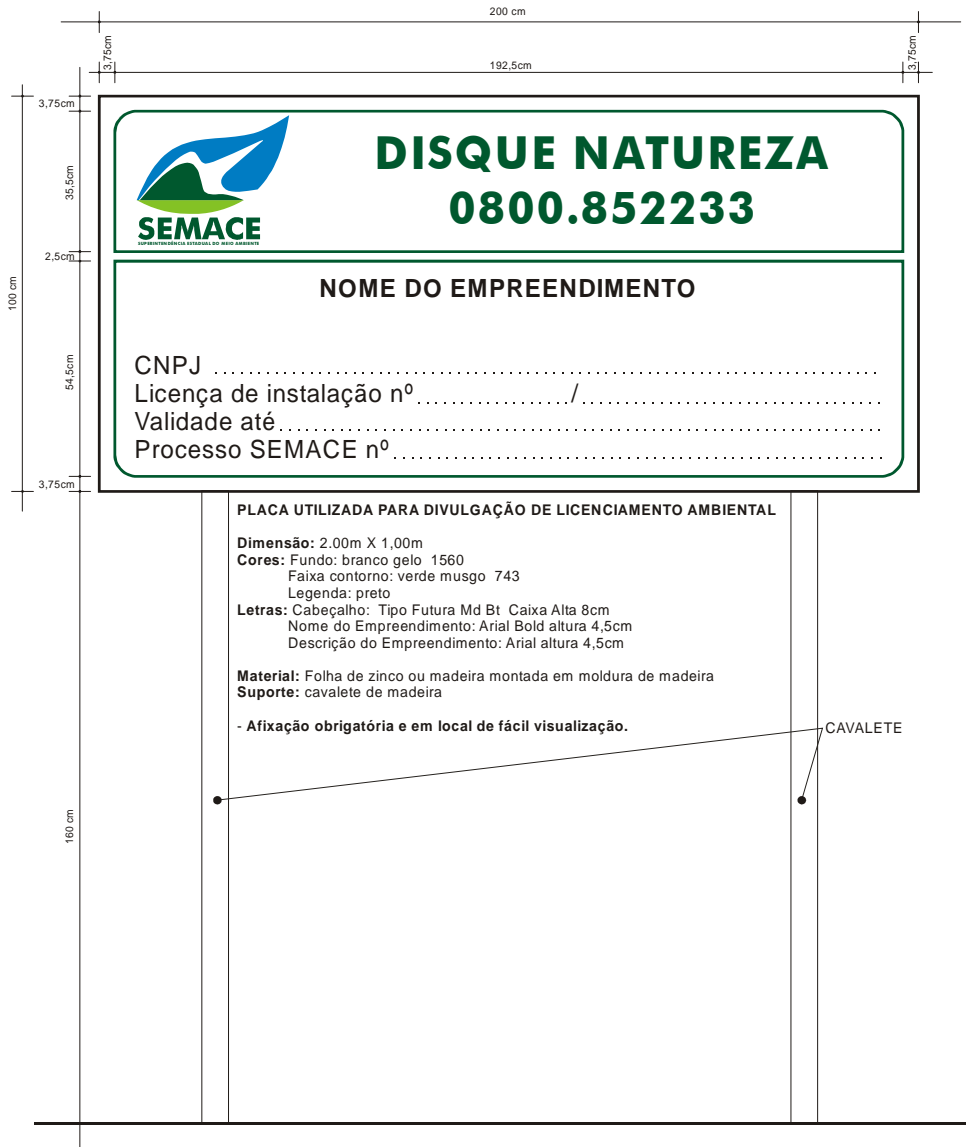 200 cm
3,75cm
192,5cm
3,75cm
3,75cm
35,5cm
2,5cm
100 cm
54,5cm
3,75cm
160 cm
DISQUE NATUREZA
0800.852233
SEMACE
SUPERINTENDÊNCIA ESTADUAL DO MEIO AMBIENTE
NOME DO EMPREENDIMENTO
CNPJ ..........................................................................
Licença de instalação nº................/..................................
Validade até...................................................................
Processo SEMACE nº.......................................................
PLACA UTILIZADA PARA DIVULGAÇÃO DE LICENCIAMENTO AMBIENTAL
Dimensão: 2.00m X 1,00m
Cores: Fundo: branco gelo 1560
Faixa contorno: verde musgo 743
Legenda: preto
Letras: Cabeçalho: Tipo Futura Md Bt Caixa Alta 8cm
Nome do Empreendimento: Arial Bold altura 4,5cm
Descrição do Empreendimento: Arial altura 4,5cm
Material: Folha de zinco ou madeira montada em moldura de madeira
Suporte: cavalete de madeira
- Afixação obrigatória e em local de fácil visualização.
CAVALETE